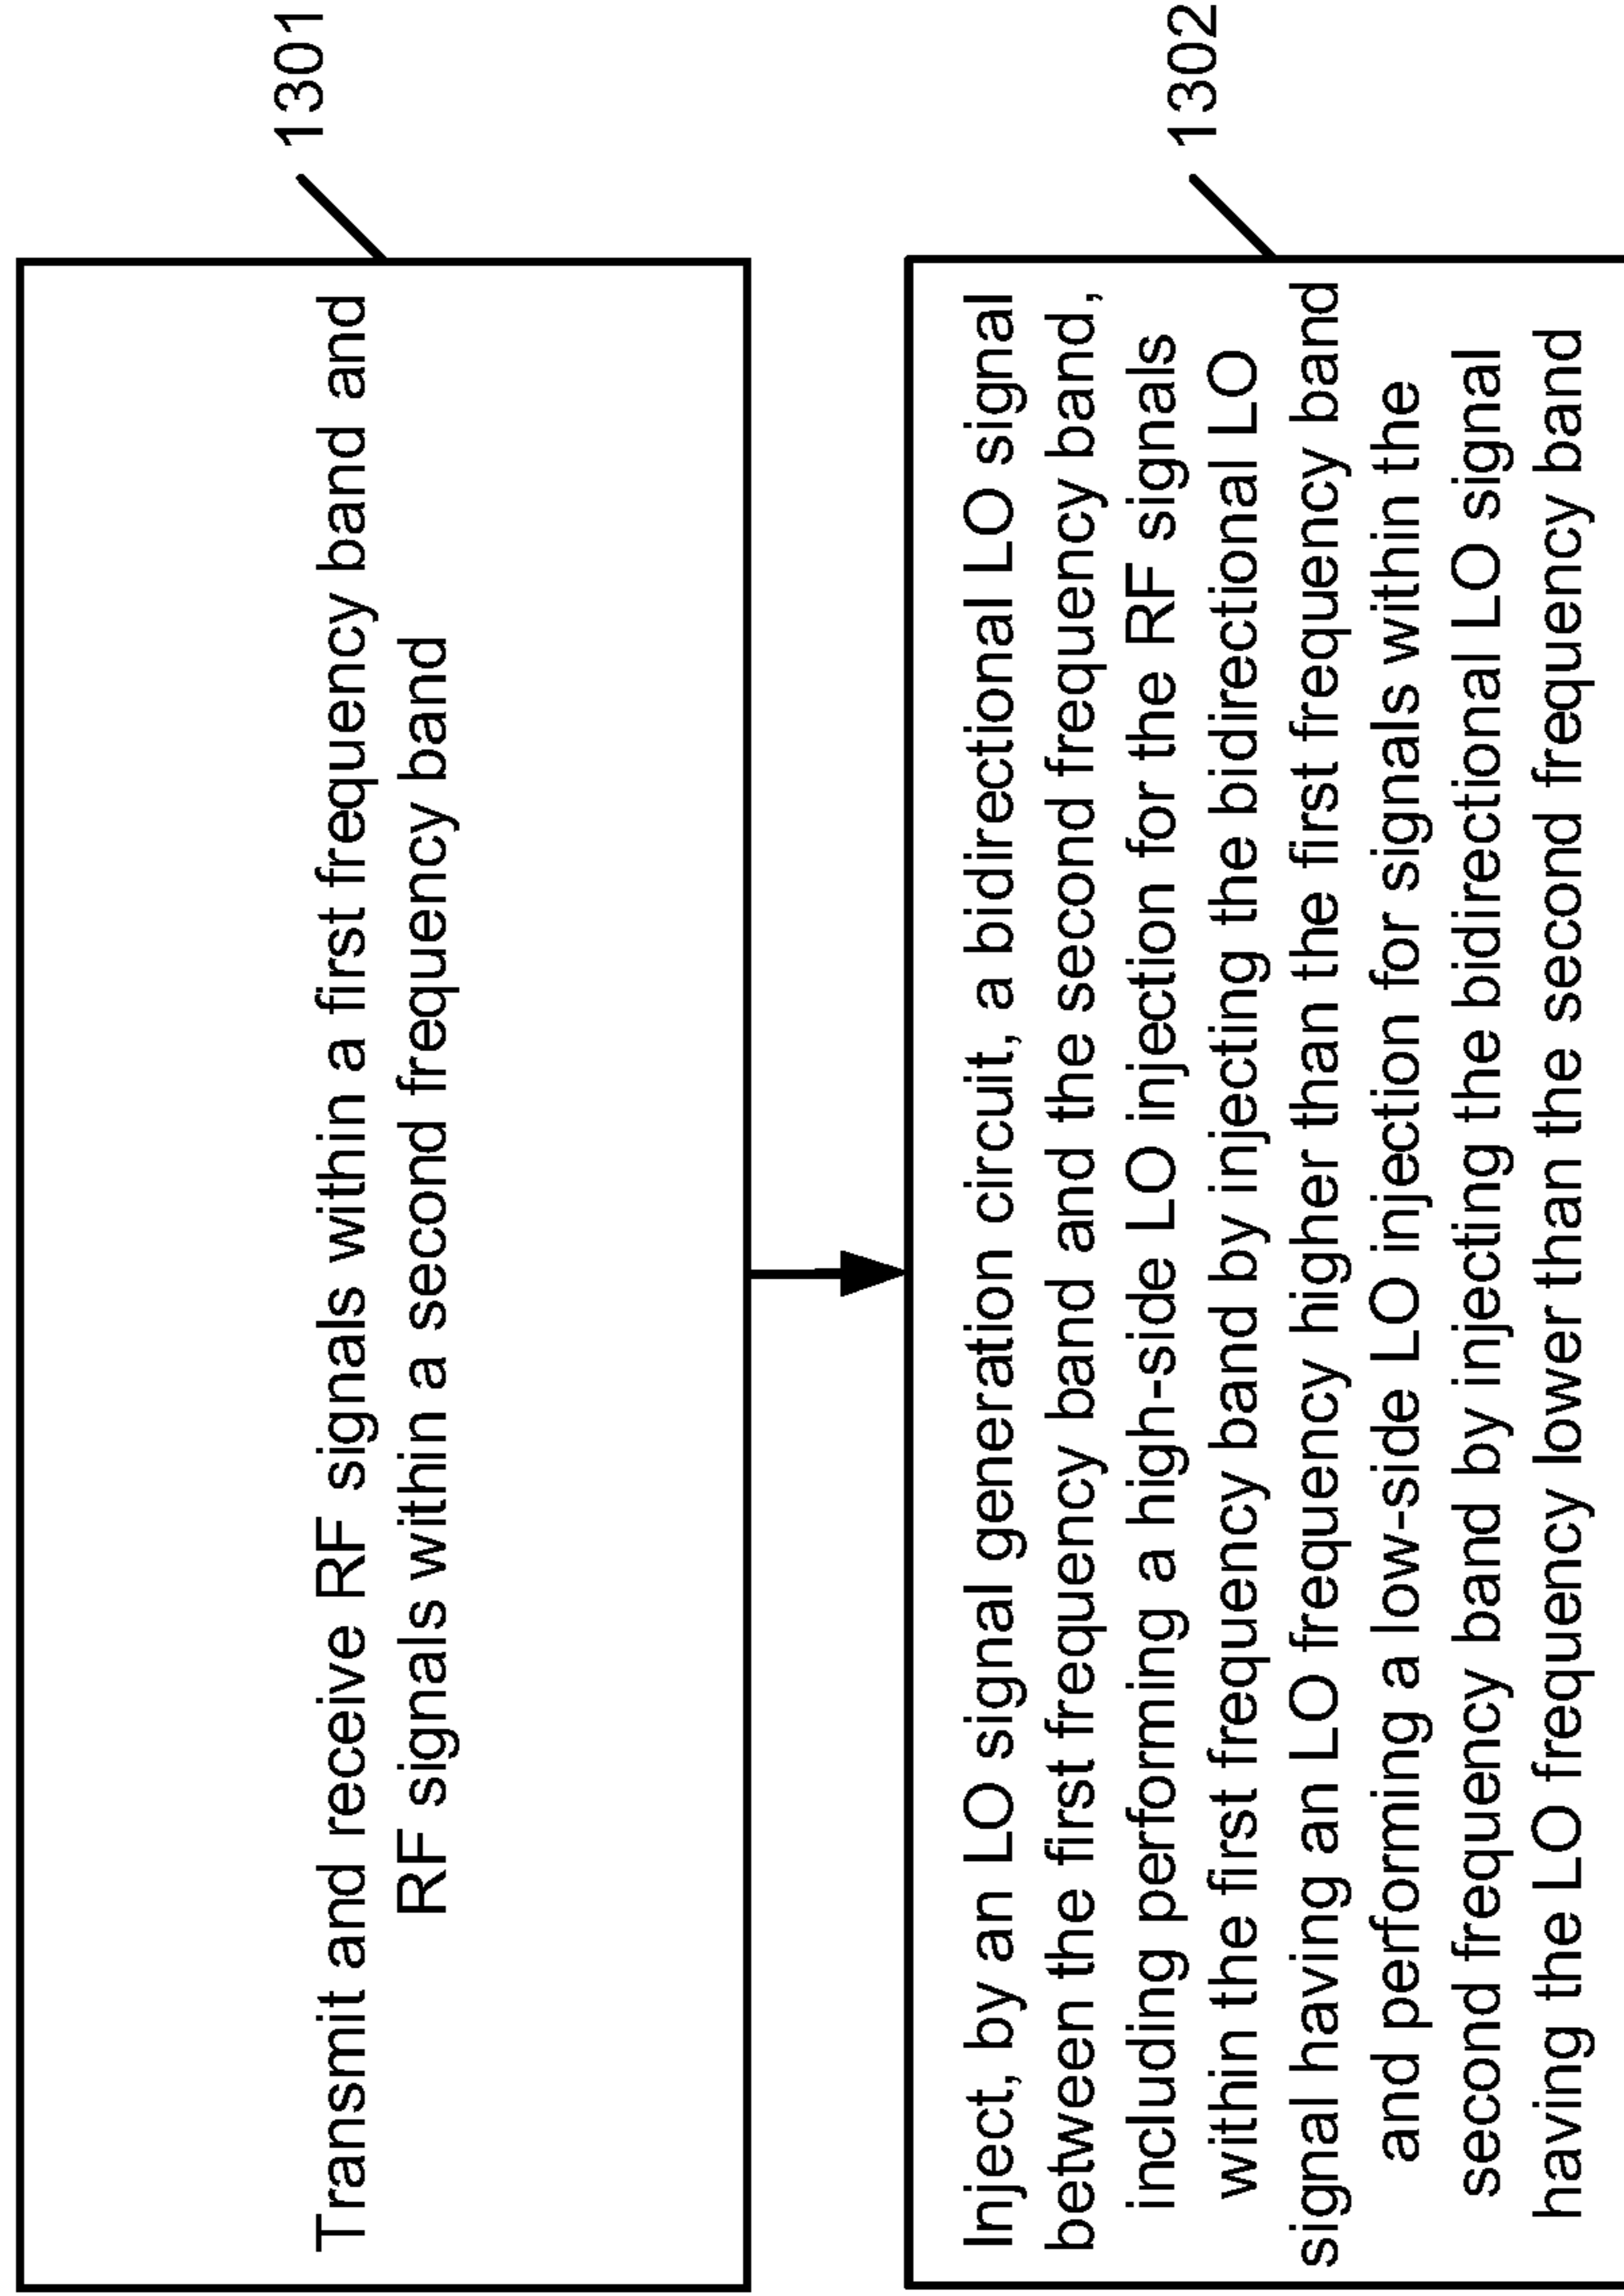 Transmit and receive RF signals within a first frequency band and
RF signals within a second frequency band
1301
Inject, by an LO signal generation circuit, a bidirectional LO signal
between the first frequency band and the second frequency band,
including performing a high-side LO injection for the RF signals
within the first frequency band by injecting the bidirectional LO
signal having an LO frequency higher than the first frequency band
and performing a low-side LO injection for signals within the
second frequency band by injecting the bidirectional LO signal
having the LO frequency lower than the second frequency band
1302